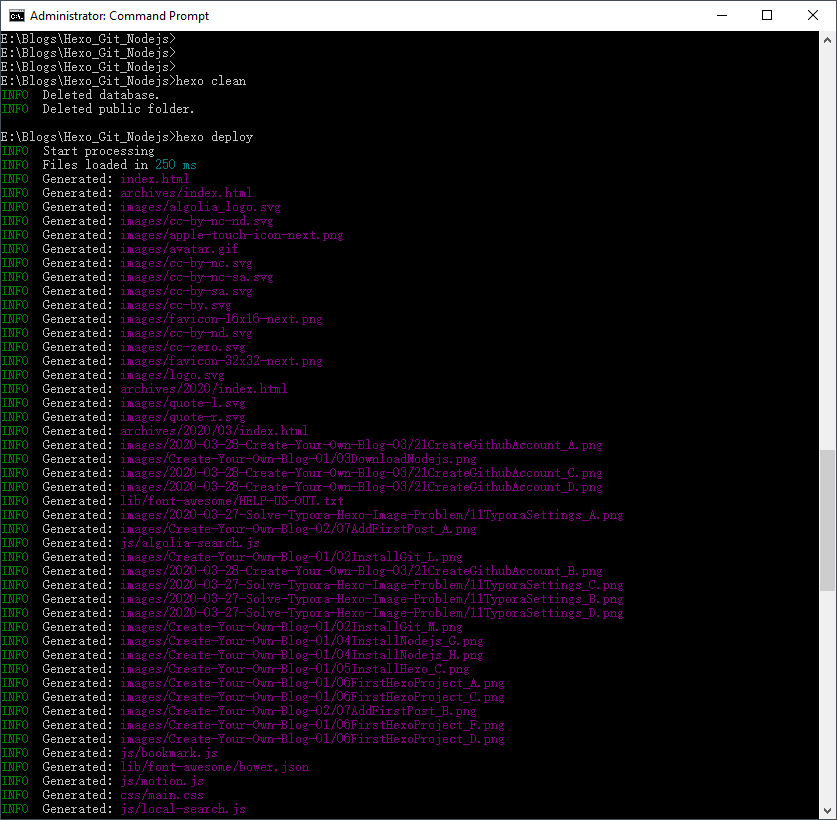 Administrator: Command Prompt
E:\Blogs\Hexo_Git_Nodejs>
E:\Blogs\Hexo_Git_Nodejs>
E:\Blogs\Hexo_Git_Nodejs>
E:\Blogs\Hexo_Git_Nodejs>hexo clean
INFO  Deleted database.
INFO  Deleted public folder.
E:\Blogs\Hexo_Git_Nodejs>hexo deploy
INFO  Start processing
INFO  Files loaded in 250 ms
INFO  Generated: index.html
INFO  Generated: archives/index.html
INFO  Generated: images/algolia_logo.svg
INFO  Generated: images/cc-by-nc-nd.svg
INFO  Generated: images/apple-touch-icon-next.png
INFO  Generated: images/avatar.gif
INFO  Generated: images/cc-by-nc.svg
INFO  Generated: images/cc-by-nc-sa.svg
INFO  Generated: images/cc-by-sa.svg
INFO  Generated: images/cc-by.svg
INFO  Generated: images/favicon-16x16-next.png
INFO  Generated: images/cc-by-nd.svg
INFO  Generated: images/cc-zero.svg
INFO  Generated: images/favicon-32x32-next.png
INFO  Generated: images/logo.svg
INFO  Generated: archives/2020/index.html
INFO  Generated: images/quote-l.svg
INFO  Generated: images/quote-r.svg
INFO  Generated: archives/2020/03/index.html
INFO  Generated: images/2020-03-28-Create-Your-Own-Blog-03/21CreateGithubAccount_A.png
INFO  Generated: images/Create-Your-Own-Blog-01/03DownloadNodejs.png
INFO  Generated: images/2020-03-28-Create-Your-Own-Blog-03/21CreateGithubAccount_C.png
INFO  Generated: images/2020-03-28-Create-Your-Own-Blog-03/21CreateGithubAccount_D.png
INFO  Generated: lib/font-awesome/HELP-US-OUT.txt
INFO  Generated: images/2020-03-27-Solve-Typora-Hexo-Image-Problem/11TyporaSettings_A.png
INFO  Generated: images/Create-Your-Own-Blog-02/07AddFirstPost_A.png
INFO  Generated: js/algolia-search.js
INFO  Generated: images/Create-Your-Own-Blog-01/02InstallGit_L.png
INFO  Generated: images/2020-03-28-Create-Your-Own-Blog-03/21CreateGithubAccount_B.png
INFO  Generated: images/2020-03-27-Solve-Typora-Hexo-Image-Problem/11TyporaSettings_C.png
INFO  Generated: images/2020-03-27-Solve-Typora-Hexo-Image-Problem/11TyporaSettings_B.png
INFO  Generated: images/2020-03-27-Solve-Typora-Hexo-Image-Problem/11TyporaSettings_D.png
INFO  Generated: images/Create-Your-Own-Blog-01/02InstallGit_M.png
INFO  Generated: images/Create-Your-Own-Blog-01/04InstallNodejs_G.png
INFO  Generated: images/Create-Your-Own-Blog-01/04InstallNodejs_H.png
INFO  Generated: images/Create-Your-Own-Blog-01/05InstallHexo_C.png
INFO  Generated: images/Create-Your-Own-Blog-01/06FirstHexoProject_A.png
INFO  Generated: images/Create-Your-Own-Blog-01/06FirstHexoProject_C.png
INFO  Generated: images/Create-Your-Own-Blog-02/07AddFirstPost_B.png
INFO  Generated: images/Create-Your-Own-Blog-01/06FirstHexoProject_F.png
INFO  Generated: images/Create-Your-Own-Blog-01/06FirstHexoProject_D.png
INFO  Generated: js/bookmark.js
INFO  Generated: lib/font-awesome/bower.json
INFO  Generated: js/motion.js
INFO  Generated: css/main.css
INFO  Generated: js/local-search.js